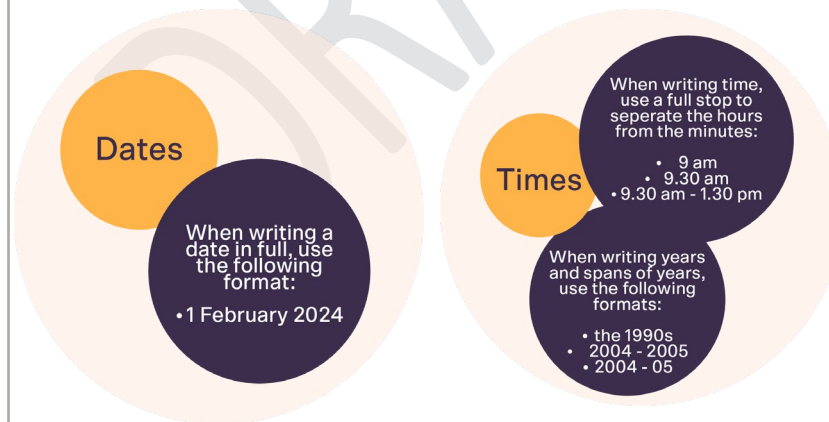 Dates
When writing a
date in full, use
the following
format:
•1 February 2024
Times
When writing time,
use a full stop to
seperate the hours
from the minutes:
• 9 am
• 9.30 am
•9.30 am - 1.30 pm
When writing years
and spans of years,
use the following
formats:
• the 1990s
• 2004 - 2005
• 2004 - 05